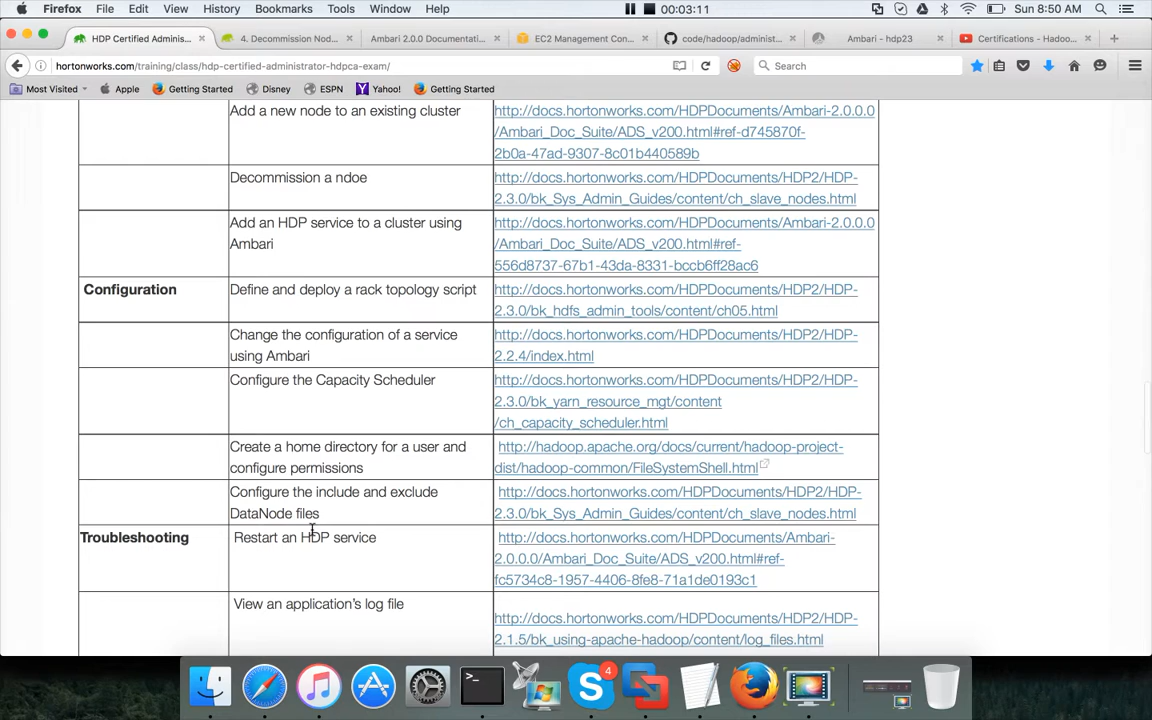 Firefox File Edit View History Bookmarks Tools Window Help 00:03:11 Sun 8:50 AM
HDP Certified Adminis... × 4. Decommission Nod... × Ambari 2.0.0 Documentati... × EC2 Management Con... × code/hadoop/administ... × Ambari - hdp23 × Certifications - Hadoo... × +
hortonworks.com/training/class/hdp-certified-administrator-hdpca-exam/ Search
Most Visited Apple Getting Started Disney ESPN Yahoo! Getting Started
Add a new node to an existing cluster
http://docs.hortonworks.com/HDPDocuments/Ambari-2.0.0.0
/Ambari_Doc_Suite/ADS_v200.html#ref-d745870f-
2b0a-47ad-9307-8c01b440589b
Decommission a ndoe
http://docs.hortonworks.com/HDPDocuments/HDP2/HDP-
2.3.0/bk_Sys_Admin_Guides/content/ch_slave_nodes.html
Add an HDP service to a cluster using
Ambari
http://docs.hortonworks.com/HDPDocuments/Ambari-2.0.0.0
/Ambari_Doc_Suite/ADS_v200.html#ref-
556d8737-67b1-43da-8331-bccb6ff28ac6
Configuration
Define and deploy a rack topology script
http://docs.hortonworks.com/HDPDocuments/HDP2/HDP-
2.3.0/bk_hdfs_admin_tools/content/ch05.html
Change the configuration of a service
using Ambari
http://docs.hortonworks.com/HDPDocuments/HDP2/HDP-
2.2.4/index.html
Configure the Capacity Scheduler
http://docs.hortonworks.com/HDPDocuments/HDP2/HDP-
2.3.0/bk_yarn_resource_mgt/content
/ch_capacity_scheduler.html
Create a home directory for a user and
configure permissions
http://hadoop.apache.org/docs/current/hadoop-project-
dist/hadoop-common/FileSystemShell.html
Configure the include and exclude
DataNode files
http://docs.hortonworks.com/HDPDocuments/HDP2/HDP-
2.3.0/bk_Sys_Admin_Guides/content/ch_slave_nodes.html
Troubleshooting
Restart an HDP service
http://docs.hortonworks.com/HDPDocuments/Ambari-
2.0.0.0/Ambari_Doc_Suite/ADS_v200.html#ref-
fc5734c8-1957-4406-8fe8-71a1de0193c1
View an application's log file
http://docs.hortonworks.com/HDPDocuments/HDP2/HDP-
2.1.5/bk_using-apache-hadoop/content/log_files.html
4